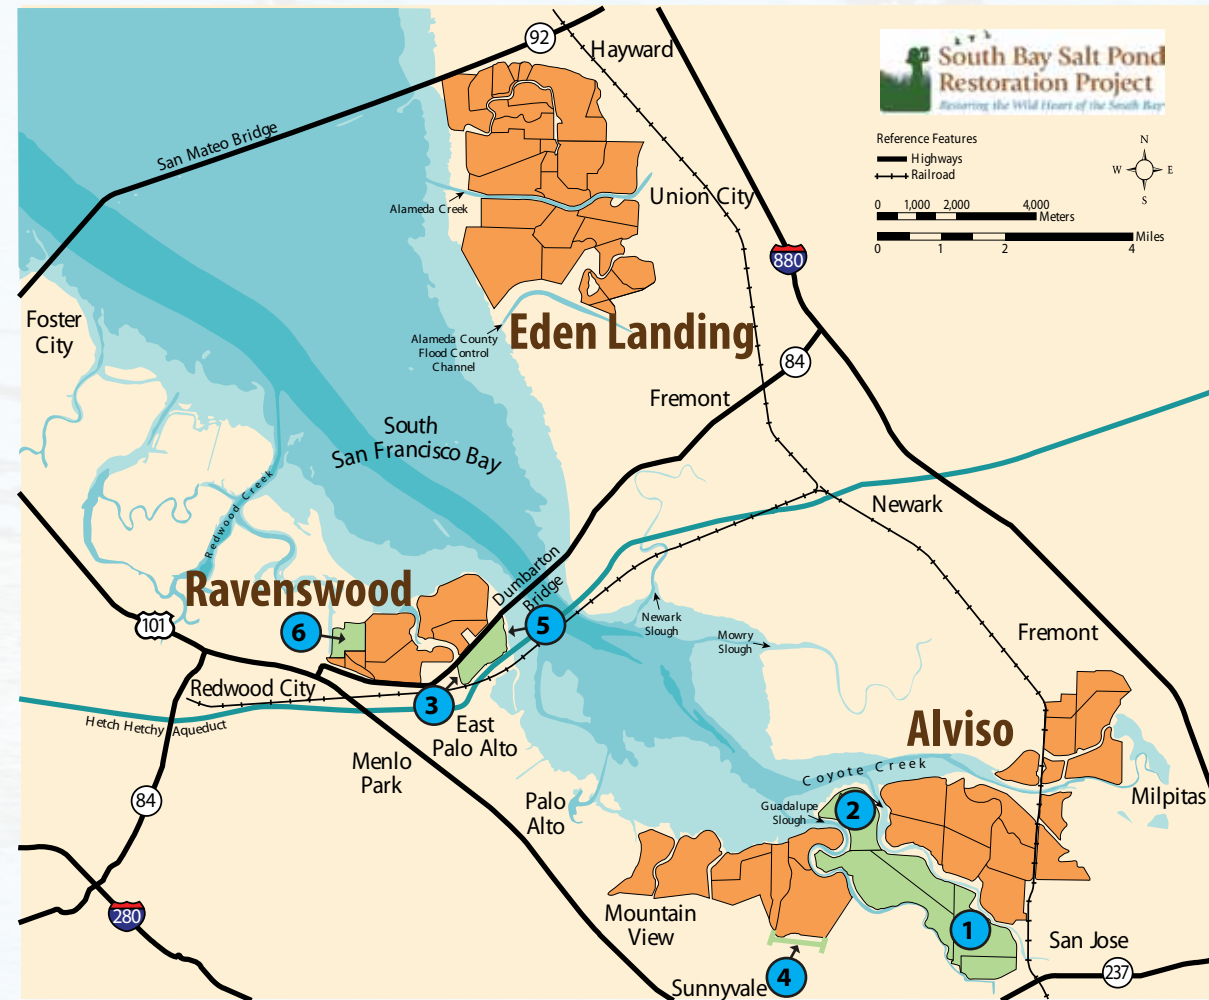 92
Hayward
South Bay Salt Pond
Restoration Project
Restoring the Wild Heart of the South Bay
Reference Features
Highways
Railroad
N
W E
S
0 1,000 2,000 4,000
Meters
Miles
0 1 2 4
San Mateo Bridge
Alameda Creek
Union City
880
Foster
City
Alameda County
Flood Control
Channel
Eden Landing
84
Fremont
South
San Francisco Bay
Redwood Creek
Newark
Dumbarton
Bridge
Ravenswood
6
5
101
Newark
Slough
Mowry
Slough
Fremont
Redwood City
3
Hetch Hetchy Aqueduct
East
Palo Alto
Alviso
Menlo
Park
Coyote Creek
84
Palo
Alto
Guadalupe
Slough
2
Milpitas
280
Mountain
View
1
San Jose
237
Sunnyvale
4